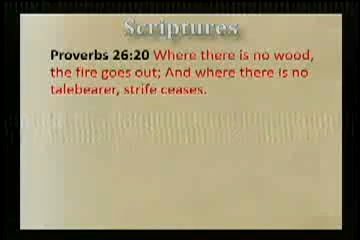 Scriptures
Proverbs 26:20 Where there is no wood,
the fire goes out; And where there is no
talebearer, strife ceases.